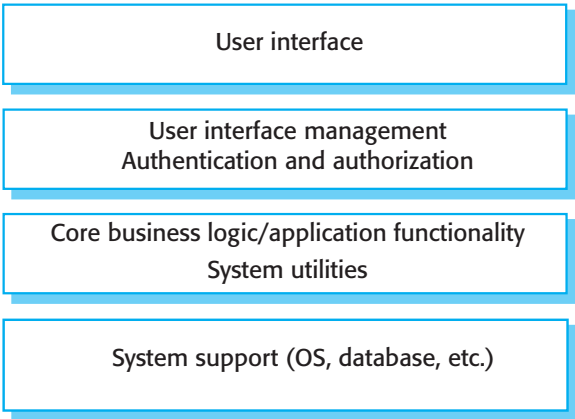 User interface
User interface management
Authentication and authorization
Core business logic/application functionality
System utilities
System support (OS, database, etc.)